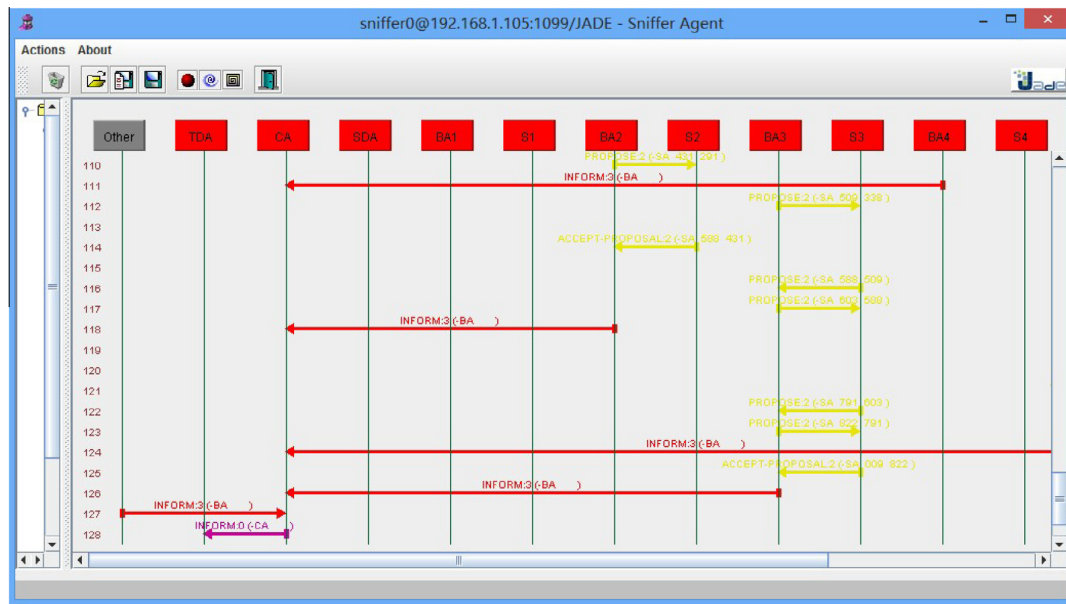 sniffer0@192.168.1.105:1099/JADE - Sniffer Agent
Actions About
Jade
Other TDA CA SDA BA1 S1 BA2 S2 BA3 S3 BA4 S4
110 PROPOSE:2 (-SA 431 291 )
111 INFORM:3 (-BA )
112 PROPOSE:2 (-SA 509 338 )
113
114 ACCEPT-PROPOSAL:2 (-SA 588 431 )
115
116 PROPOSE:2 (-SA 588 509 )
117 PROPOSE:2 (-SA 603 588 )
118 INFORM:3 (-BA )
119
120
121
122 PROPOSE:2 (-SA 791 603 )
123 PROPOSE:2 (-SA 822 791 )
124 INFORM:3 (-BA )
125 ACCEPT-PROPOSAL:2 (-SA 009 822 )
126 INFORM:3 (-BA )
127 INFORM:3 (-BA )
128 INFORM:0 (-CA )